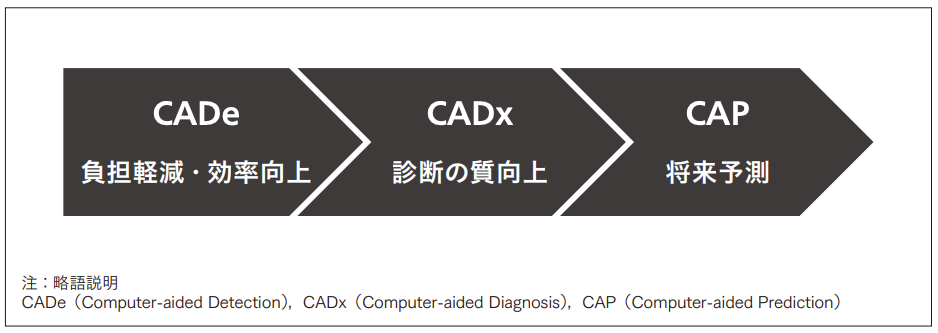 CADe
負担軽減・効率向上
CADx
診断の質向上
CAP
将来予測
注：略語説明
CADe（Computer-aided Detection），CADx（Computer-aided Diagnosis），CAP（Computer-aided Prediction）